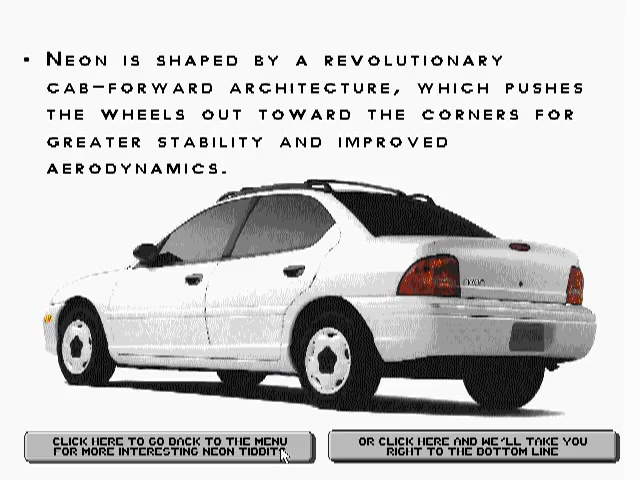 • Neon is shaped by a revolutionary
cab-forward architecture, which pushes
the wheels out toward the corners for
greater stability and improved
aerodynamics.
CLICK HERE TO GO BACK TO THE MENU
FOR MORE INTERESTING NEON TIDBITS
OR CLICK HERE AND WE'LL TAKE YOU
RIGHT TO THE BOTTOM LINE